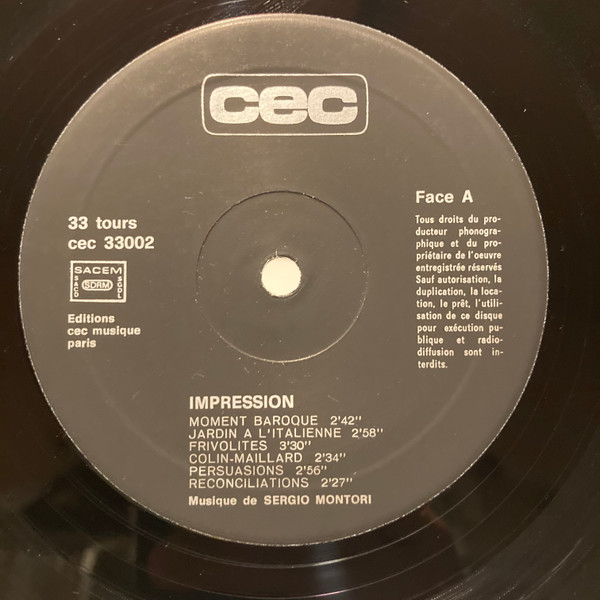 cec
33 tours
cec 33002
SACEM
SACD
SDRM
SGDL
Editions
cec musique
paris
Face A
Tous droits du pro-
ducteur phonogra-
phique et du pro-
priétaire de l'oeuvre
entregistrée réservés
Sauf autorisation, la
duplication, la loca-
tion, le prêt, l'utili-
sation de ce disque
pour exécution pu-
blique et radio-
diffusion sont in-
terdits.
IMPRESSION
MOMENT BAROQUE 2'42''
JARDIN A L'ITALIENNE 2'58''
FRIVOLITES 3'30''
COLIN-MAILLARD 2'34''
PERSUASIONS 2'56''
RECONCILIATIONS 2'27''
Musique de SERGIO MONTORI